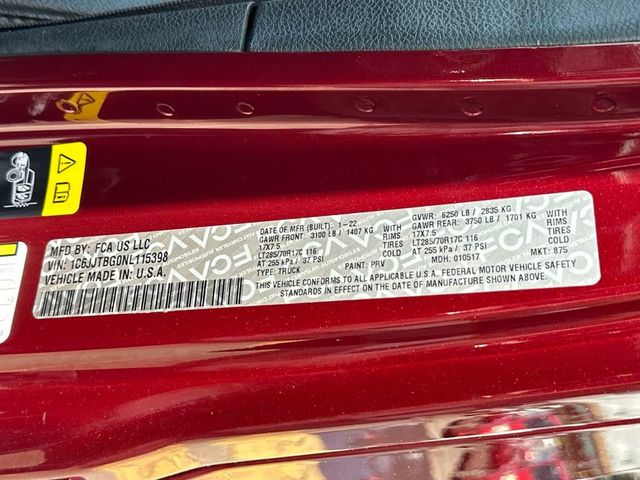 MFD BY: FCA US LLC
VIN: 1C6JJTBG0NL115398
VEHICLE MADE IN U.S.A.
DATE OF MFR (BUILT): 1-22
GAWR FRONT: 3100 LB / 1407 KG
17X7.5 RIMS
LT285/70R17C 116 TIRES
AT 255 kPa / 37 PSI COLD
TYPE: TRUCK PAINT: PRV
GVWR: 6250 LB / 2835 KG
GAWR REAR: 3750 LB / 1701 KG
17X7.5 RIMS
LT285/70R17C 116 TIRES
AT 255 kPa / 37 PSI COLD
MDH: 010517 MKT: 875
THIS VEHICLE CONFORMS TO ALL APPLICABLE U.S.A. FEDERAL MOTOR VEHICLE SAFETY
STANDARDS IN EFFECT ON THE DATE OF MANUFACTURE SHOWN ABOVE.